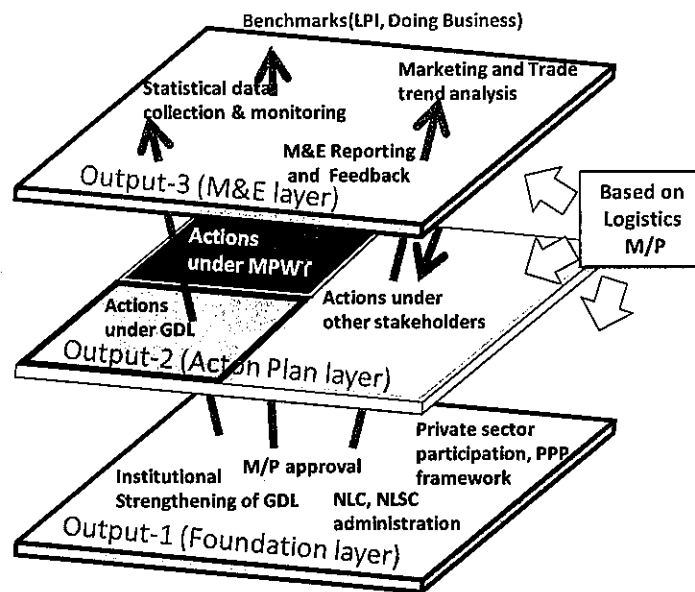 Benchmarks(LPI, Doing Business)
Statistical data
collection & monitoring
Marketing and Trade
trend analysis
M&E Reporting
and Feedback
Output-3 (M&E layer)
Based on
Logistics
M/P
Actions
under MPWT
Actions
under GDL
Actions under
other stakeholders
Output-2 (Acton Plan layer)
Private sector
participation, PPP
framework
M/P approval
Institutional
Strengthening of GDL
NLC, NLSC
administration
Output-1 (Foundation layer)